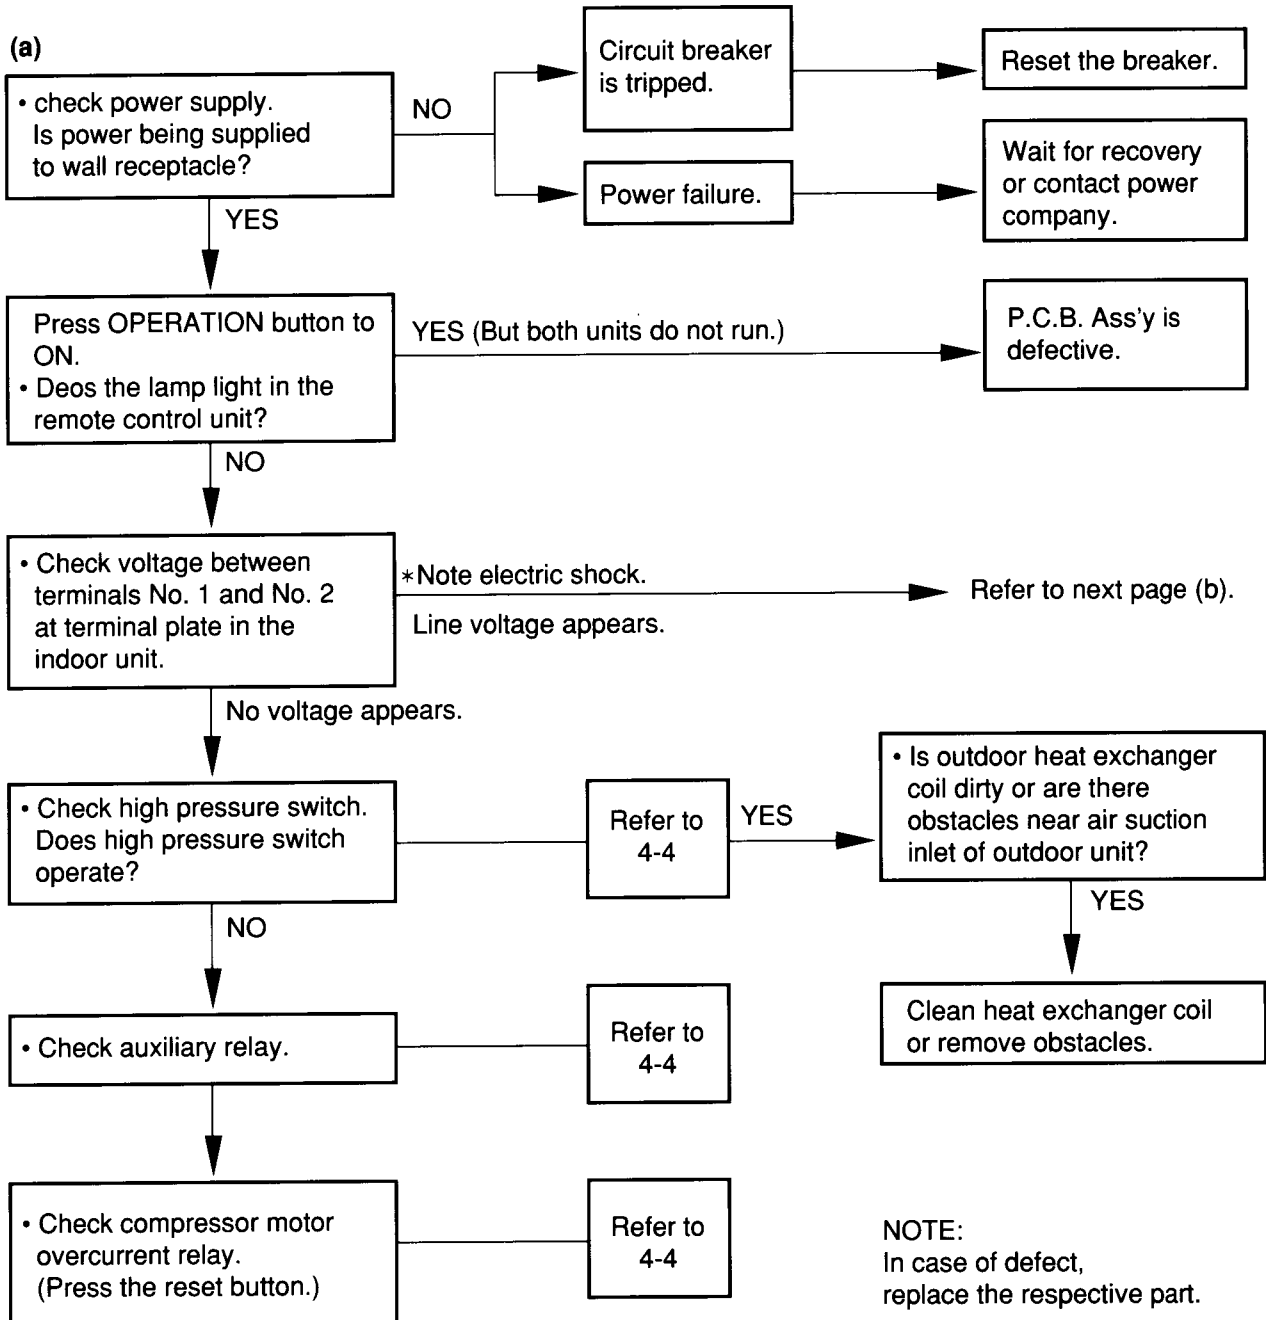 (a)
• check power supply.
Is power being supplied
to wall receptacle?
NO
Circuit breaker
is tripped.
Reset the breaker.
Power failure.
Wait for recovery
or contact power
company.
YES
Press OPERATION button to
ON.
• Deos the lamp light in the
remote control unit?
YES (But both units do not run.)
P.C.B. Ass'y is
defective.
NO
• Check voltage between
terminals No. 1 and No. 2
at terminal plate in the
indoor unit.
*Note electric shock.
Line voltage appears.
Refer to next page (b).
No voltage appears.
• Check high pressure switch.
Does high pressure switch
operate?
Refer to
4-4
YES
• Is outdoor heat exchanger
coil dirty or are there
obstacles near air suction
inlet of outdoor unit?
YES
Clean heat exchanger coil
or remove obstacles.
NO
• Check auxiliary relay.
Refer to
4-4
• Check compressor motor
overcurrent relay.
(Press the reset button.)
Refer to
4-4
NOTE:
In case of defect,
replace the respective part.